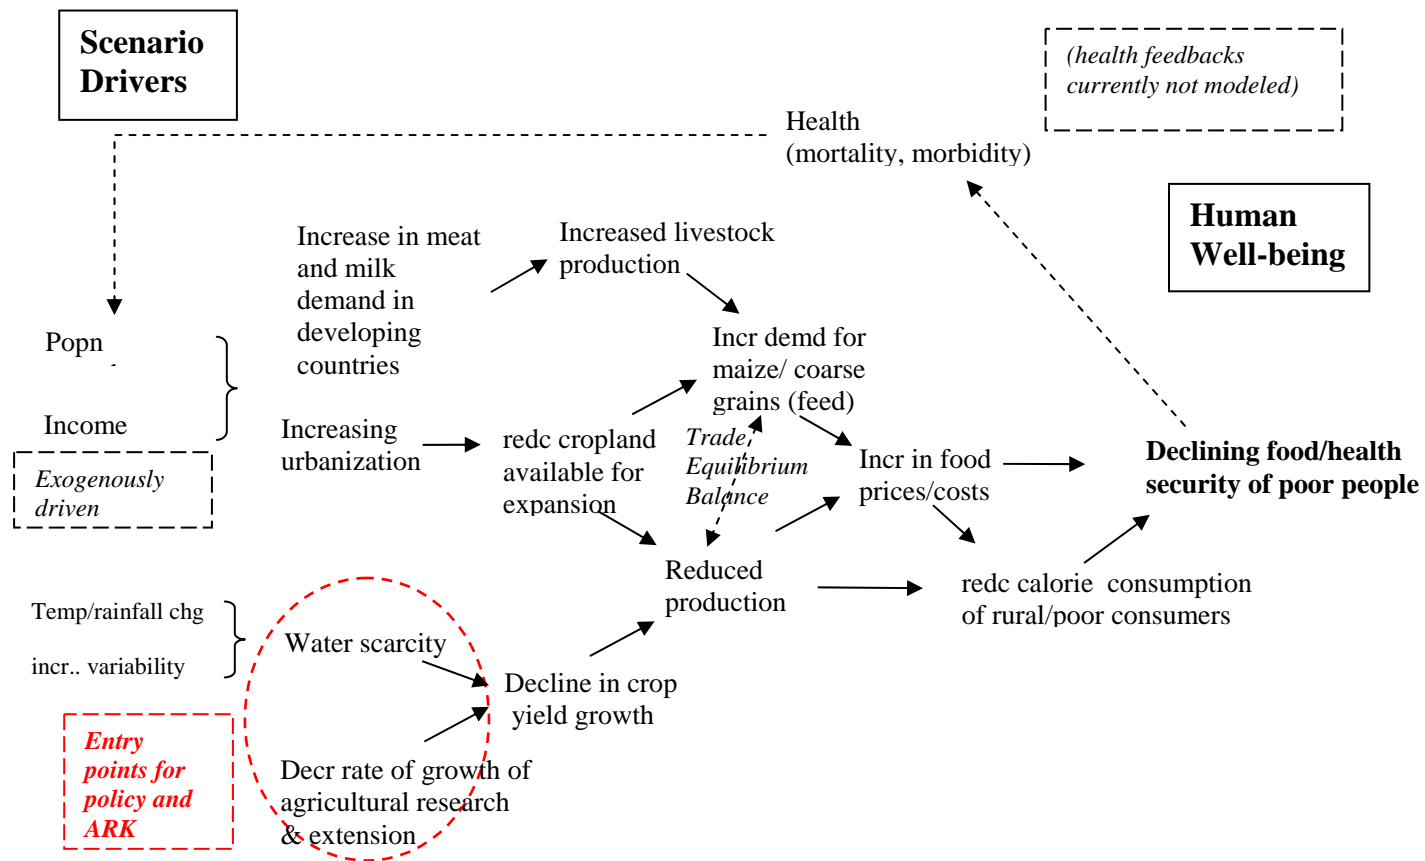 Scenario
Drivers
(health feedbacks
currently not modeled)
Health
(mortality, morbidity)
Human
Well-being
Increase in meat
and milk
demand in
developing
countries
Increased livestock
production
Popn
Income
Exogenously
driven
Incr demd for
maize/ coarse
grains (feed)
Increasing
urbanization
redc cropland
available for
expansion
Trade
Equilibrium
Balance
Incr in food
prices/costs
Declining food/health
security of poor people
Reduced
production
redc calorie consumption
of rural/poor consumers
Temp/rainfall chg
incr.. variability
Water scarcity
Decline in crop
yield growth
Entry
points for
policy and
ARK
Decr rate of growth of
agricultural research
& extension